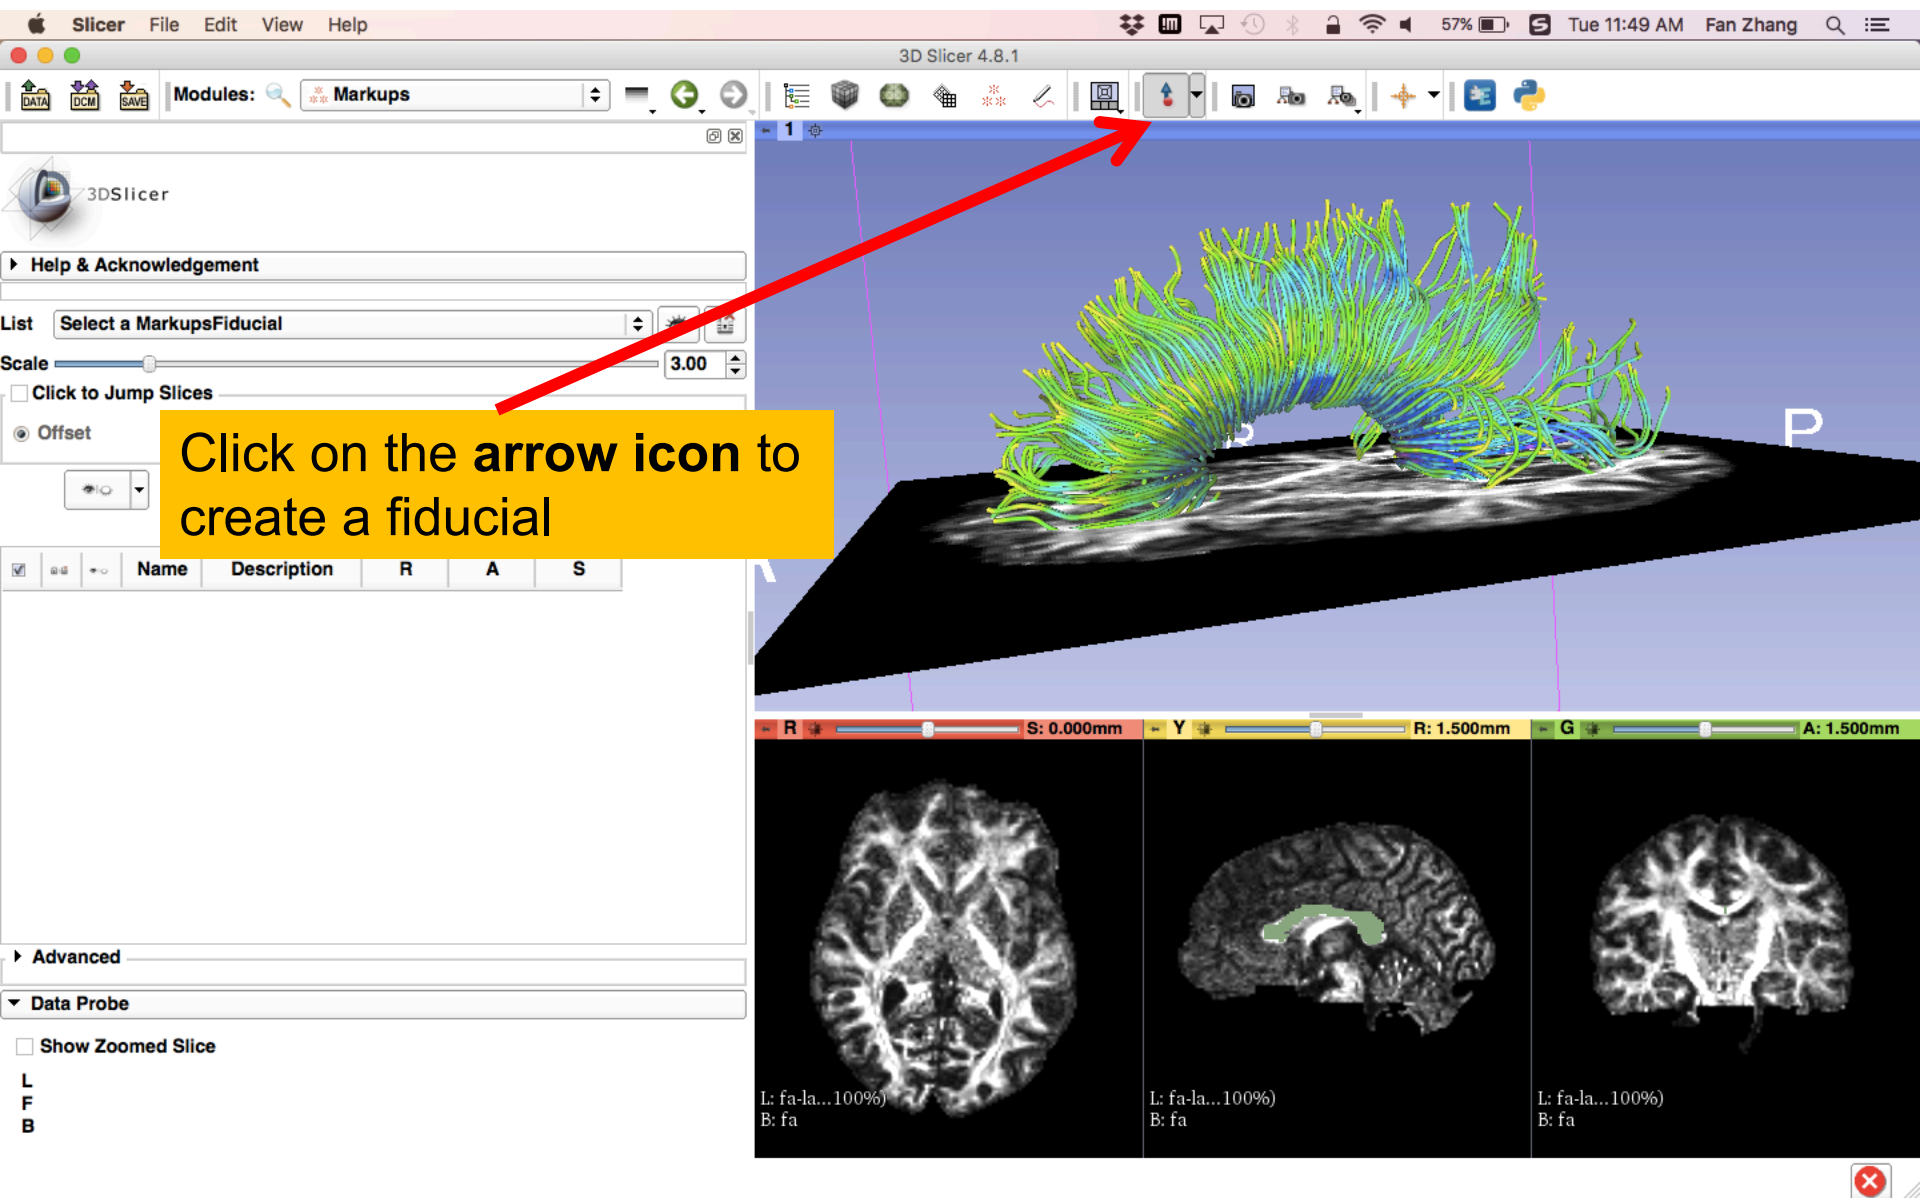 Slicer File Edit View Help
57% Tue 11:49 AM Fan Zhang
3D Slicer 4.8.1
DATA DCM SAVE Modules: Markups
1
3DSlicer
Help & Acknowledgement
List Select a MarkupsFiducial
Scale 3.00
Click to Jump Slices
Offset
Click on the arrow icon to
create a fiducial
Name Description R A S
P
R S: 0.000mm
Y R: 1.500mm
G A: 1.500mm
Advanced
Data Probe
Show Zoomed Slice
L
F
B
L: fa-la...100%)
B: fa
L: fa-la...100%)
B: fa
L: fa-la...100%)
B: fa